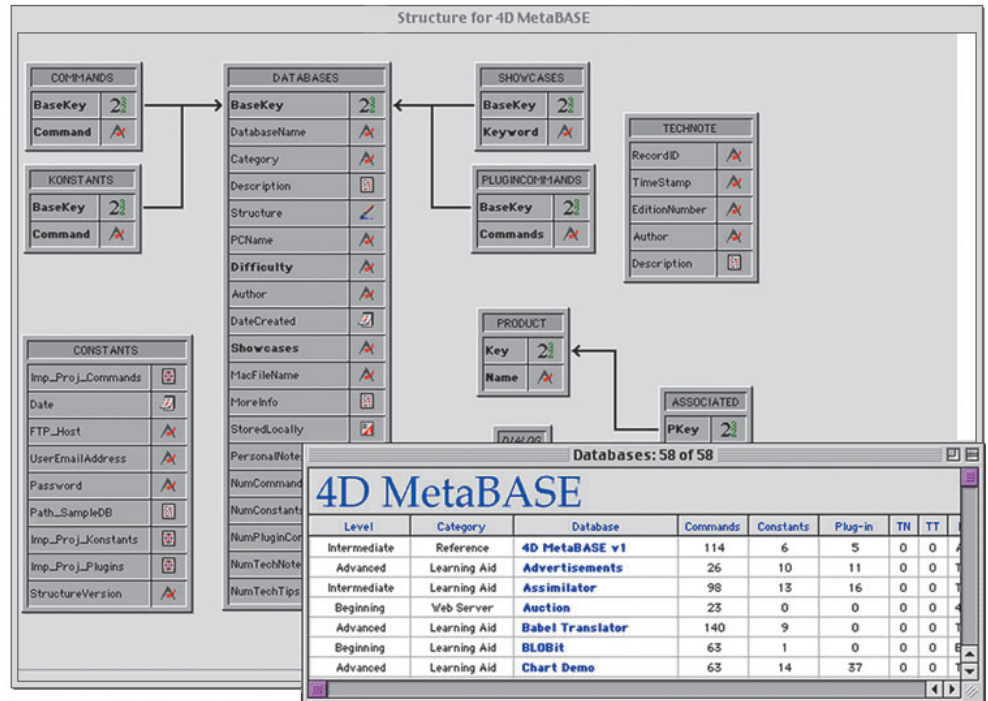 Structure for 4D MetaBASE
COMMANDS
BaseKey
Command
KONSTANTS
BaseKey
Command
DATABASES
BaseKey
DatabaseName
Category
Description
Structure
PCName
Difficulty
Author
DateCreated
Showcases
MacFileName
MoreInfo
StoredLocally
PersonalNote
NumCommand
NumConstant
NumPluginCo
NumTechNote
NumTechTips
SHOWCASES
BaseKey
Keyword
PLUGINCOMMANDS
BaseKey
Commands
TECHNOTE
RecordID
TimeStamp
EditionNumber
Author
Description
CONSTANTS
Imp_Proj_Commands
Date
FTP_Host
UserEmailAddress
Password
Path_SampleDB
Imp_Proj_Konstants
Imp_Proj_Plugins
StructureVersion
PRODUCT
Key
Name
ASSOCIATED
PKey
DIALOG
Databases: 58 of 58
4D MetaBASE
Level Category Database Commands Constants Plug-in TN TT
Intermediate Reference 4D MetaBASE v1 114 6 5 0 0 A
Advanced Learning Aid Advertisements 26 10 11 0 0 T
Intermediate Learning Aid Assimilator 98 13 16 0 0 T
Beginning Web Server Auction 23 0 0 0 0 4
Advanced Learning Aid Babel Translator 140 9 0 0 0 T
Beginning Learning Aid BLOBit 63 1 0 0 0 E
Advanced Learning Aid Chart Demo 63 14 37 0 0 T